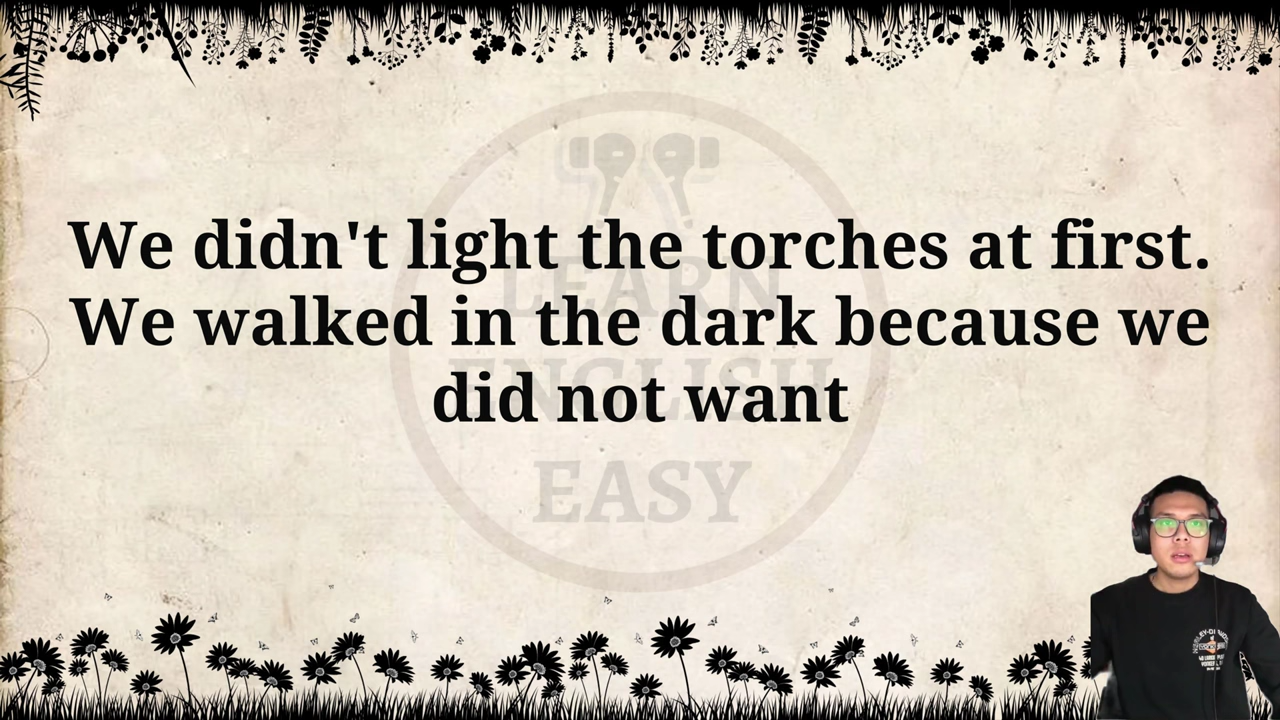 We didn't light the torches at first.
We walked in the dark because we
did not want
LEARN
ENGLISH
EASY